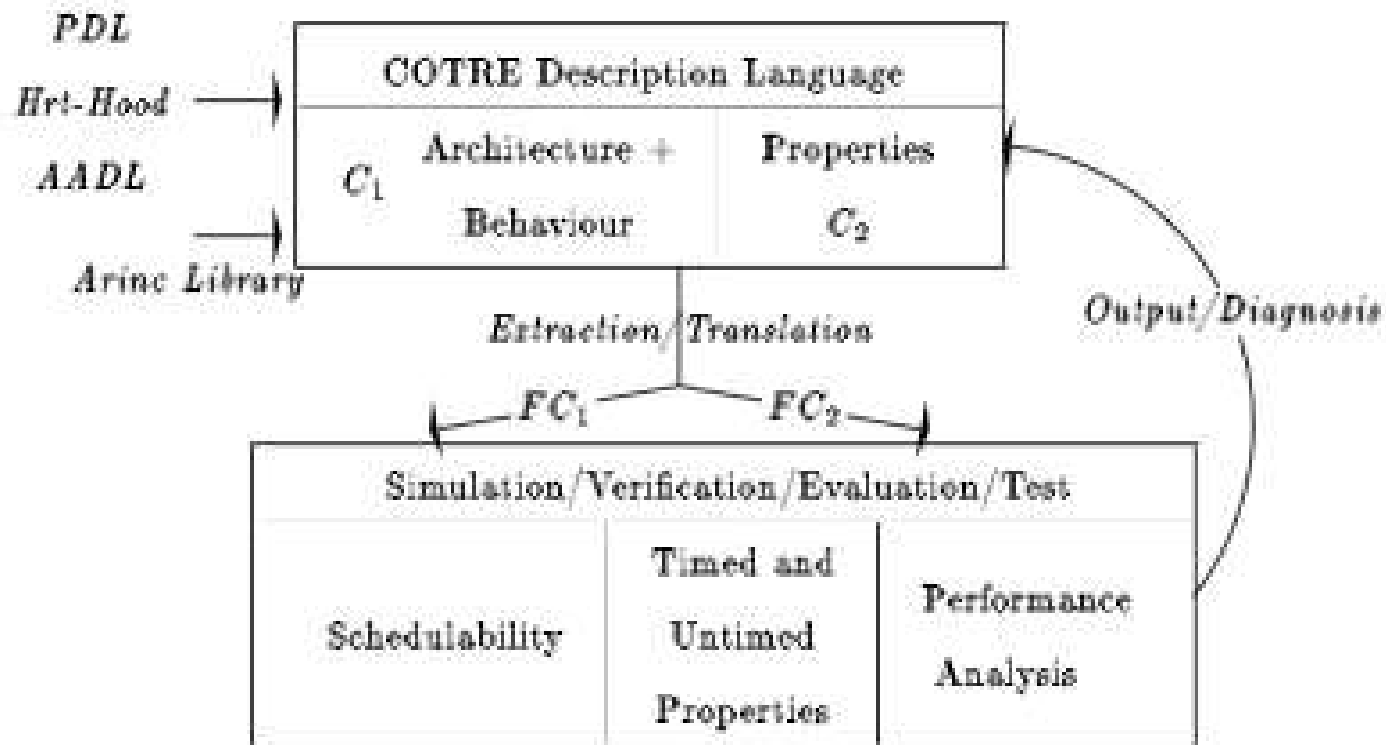 PDL
Hrt-Hood
AADL
Arinc Library
COTRE Description Language
C₁
Architecture +
Behaviour
Properties
C₂
Extraction/Translation
Output/Diagnosis
FC₁
FC₂
Simulation/Verification/Evaluation/Test
Schedulability
Timed and
Untimed
Properties
Performance
Analysis